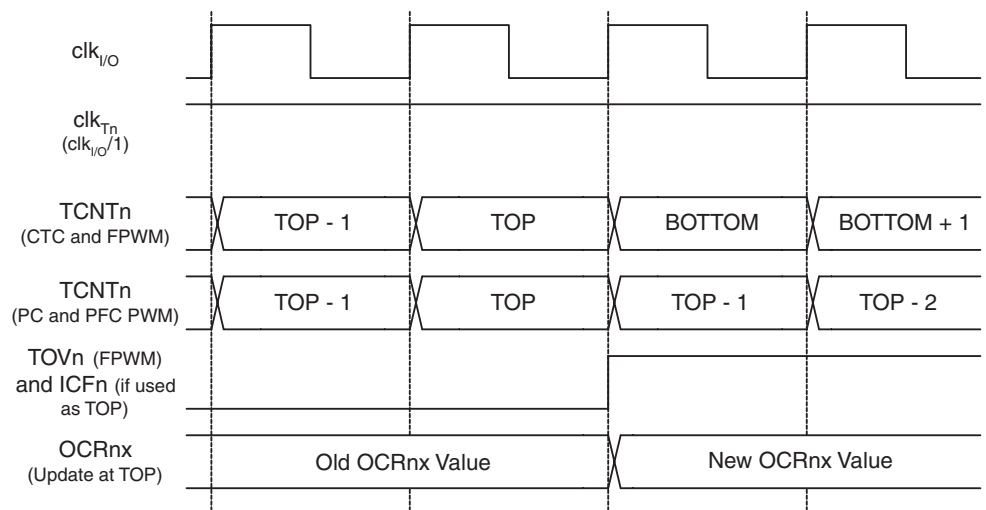 clkI/O
clkTn
(clkI/O/1)
TCNTn
(CTC and FPWM)
TOP - 1
TOP
BOTTOM
BOTTOM + 1
TCNTn
(PC and PFC PWM)
TOP - 1
TOP
TOP - 1
TOP - 2
TOVn (FPWM)
and ICFn (if used
as TOP)
OCRnx
(Update at TOP)
Old OCRnx Value
New OCRnx Value